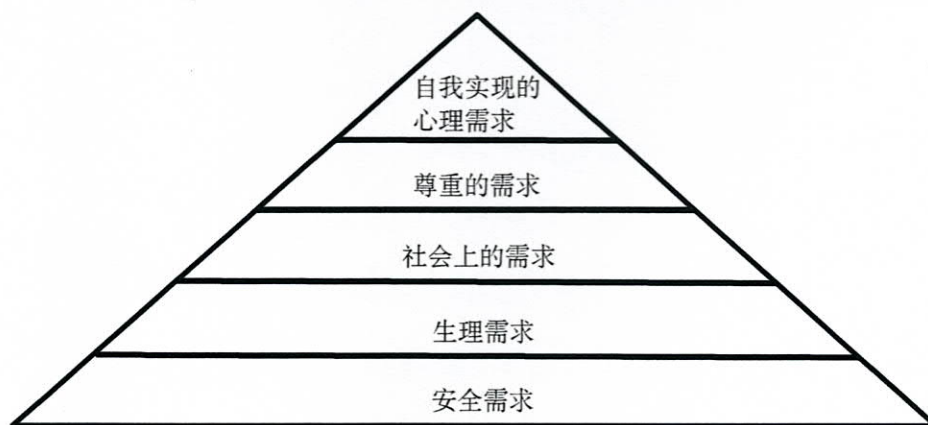 自我实现的
心理需求
尊重的需求
社会上的需求
生理需求
安全需求